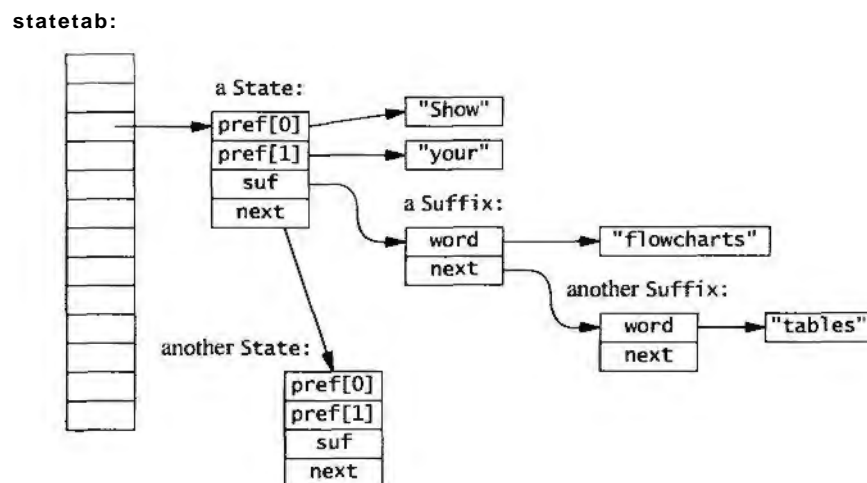 statetab:
a State:
pref[0]
"Show"
pref[1]
"your"
suf
next
a Suffix:
word
"flowcharts"
next
another Suffix:
word
"tables"
next
another State:
pref[0]
pref[1]
suf
next